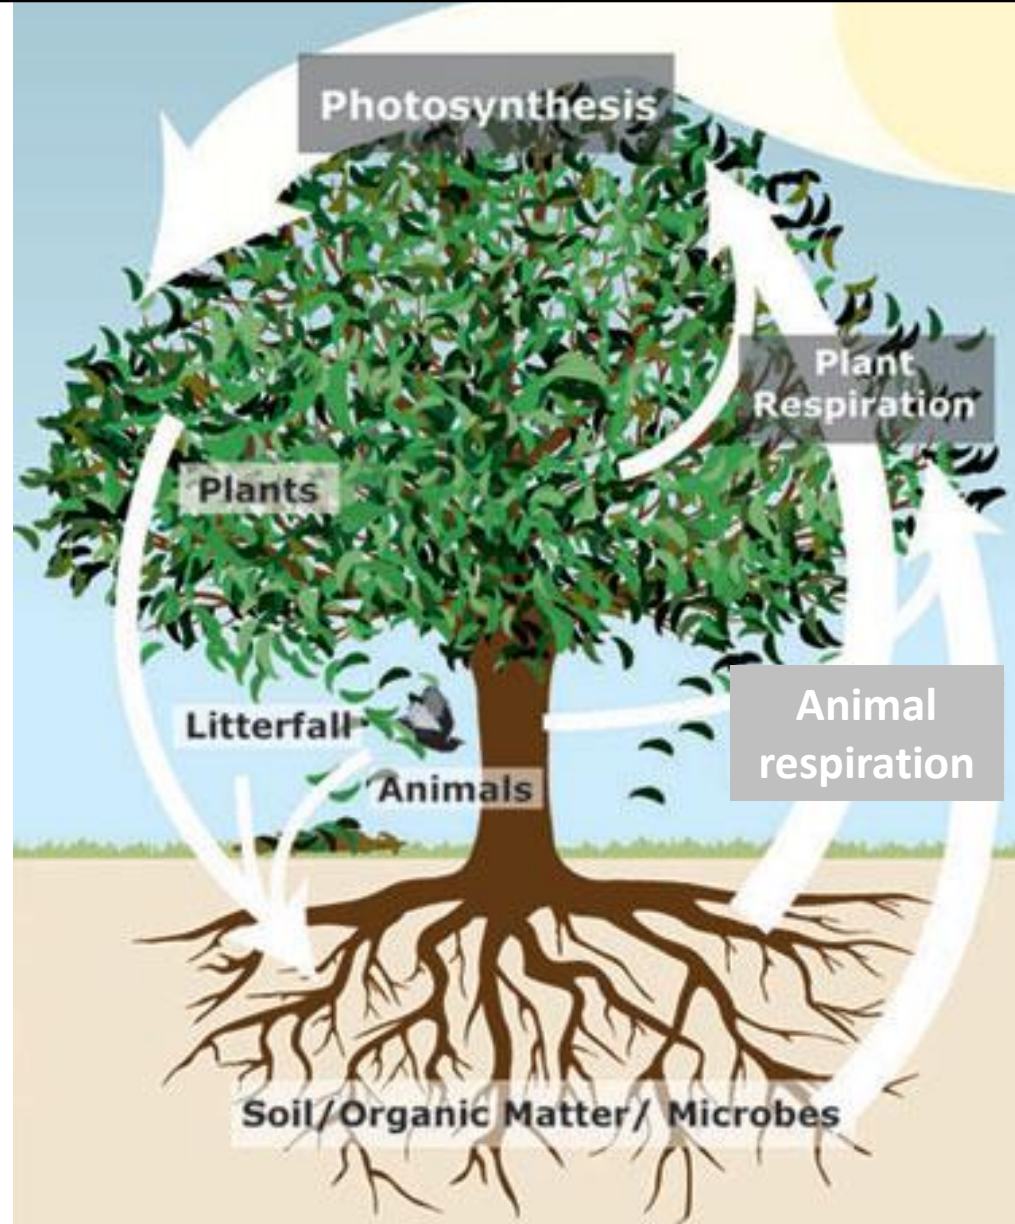 Photosynthesis
Plant
Respiration
Plants
Litterfall
Animal
respiration
Animals
Soil/Organic Matter/ Microbes